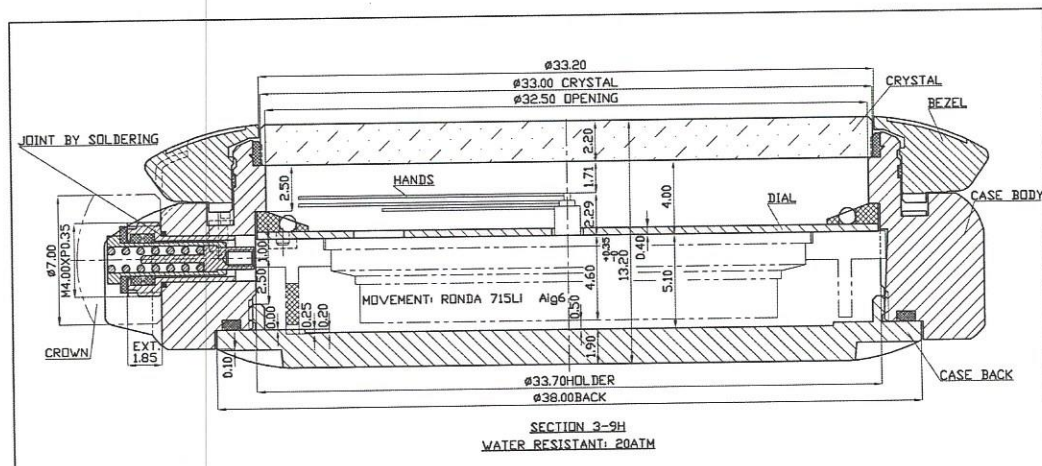 ø33.20
ø33.00 CRYSTAL
ø32.50 OPENING
CRYSTAL
BEZEL
JOINT BY SOLDERING
2.20
HANDS
2.50
1.71
4.00
CASE BODY
DIAL
2.29
ø7.00
M4.00XP0.35
1.00
0.40
+0.35
-0
4.60
13.20
2.50
5.10
MOVEMENT: RONDA 715LI Aig6
0.00
0.25
0.20
0.50
CROWN
EXT.
1.85
0.10
1.90
ø33.70HOLDER
CASE BACK
ø38.00BACK
SECTION 3-9H
WATER RESISTANT: 20ATM